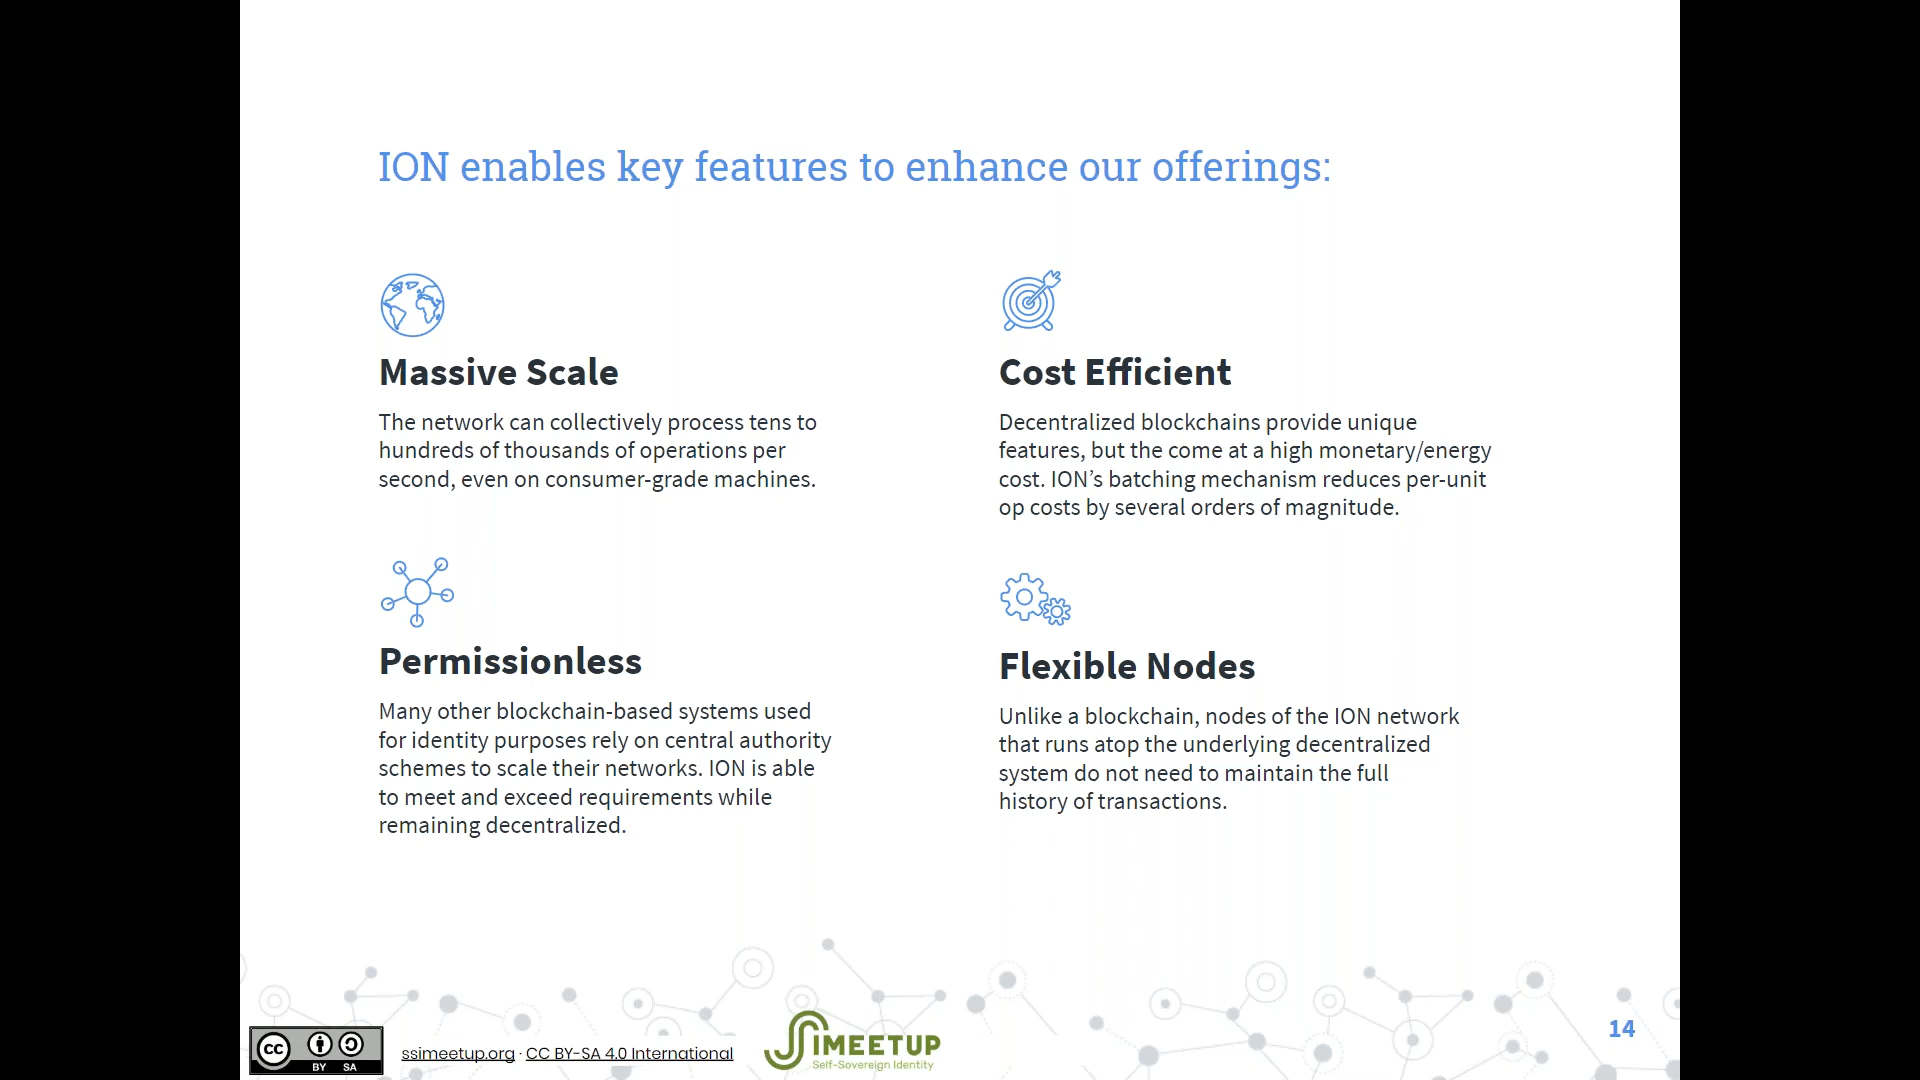 ION enables key features to enhance our offerings:
Massive Scale
The network can collectively process tens to
hundreds of thousands of operations per
second, even on consumer-grade machines.
Cost Efficient
Decentralized blockchains provide unique
features, but the come at a high monetary/energy
cost. ION’s batching mechanism reduces per-unit
op costs by several orders of magnitude.
Permissionless
Many other blockchain-based systems used
for identity purposes rely on central authority
schemes to scale their networks. ION is able
to meet and exceed requirements while
remaining decentralized.
Flexible Nodes
Unlike a blockchain, nodes of the ION network
that runs atop the underlying decentralized
system do not need to maintain the full
history of transactions.
14
cc BY SA
ssimeetup.org · CC BY-SA 4.0 International
SSIMEETUP
Self-Sovereign Identity